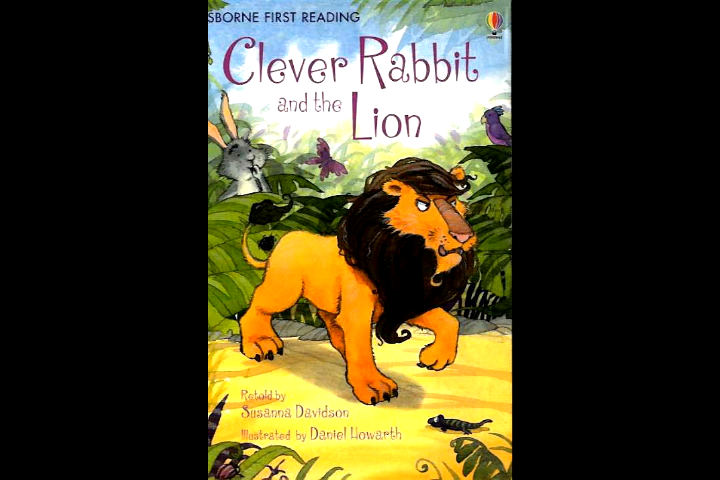 SBORNE FIRST READING
Clever Rabbit
and the
Lion
Retold by
Susanna Davidson
Illustrated by Daniel Howarth